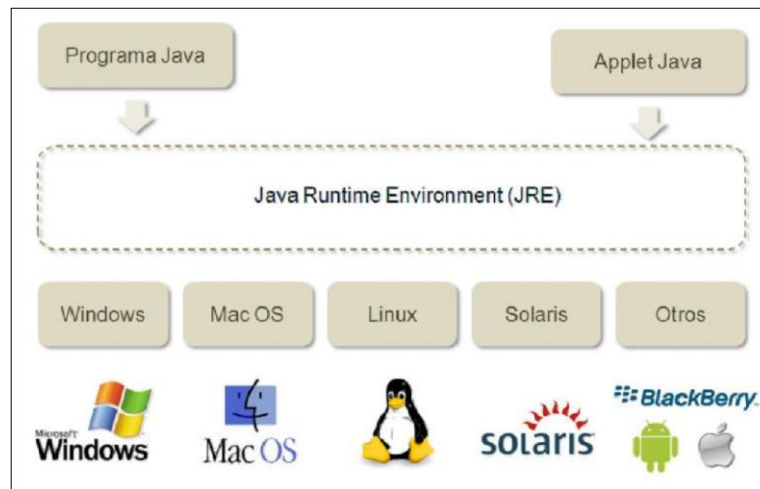 Programa Java
Applet Java
Java Runtime Environment (JRE)
Windows
Mac OS
Linux
Solaris
Otros
Microsoft
Windows
Mac OS
solaris
BlackBerry